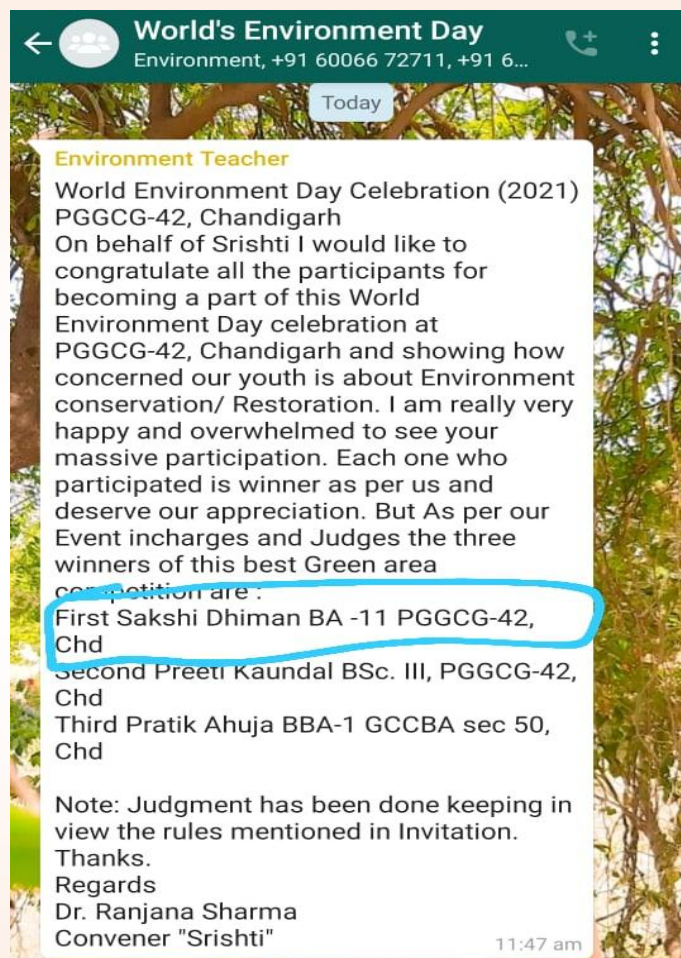 World's Environment Day
Environment, +91 60066 72711, +91 6...
Today
Environment Teacher
World Environment Day Celebration (2021)
PGGCG-42, Chandigarh
On behalf of Srishti I would like to
congratulate all the participants for
becoming a part of this World
Environment Day celebration at
PGGCG-42, Chandigarh and showing how
concerned our youth is about Environment
conservation/ Restoration. I am really very
happy and overwhelmed to see your
massive participation. Each one who
participated is winner as per us and
deserve our appreciation. But As per our
Event incharges and Judges the three
winners of this best Green area
competition are :
First Sakshi Dhiman BA -11 PGGCG-42,
Chd
Second Preeti Kaundal BSc. III, PGGCG-42,
Chd
Third Pratik Ahuja BBA-1 GCCBA sec 50,
Chd
Note: Judgment has been done keeping in
view the rules mentioned in Invitation.
Thanks.
Regards
Dr. Ranjana Sharma
Convener "Srishti"
11:47 am